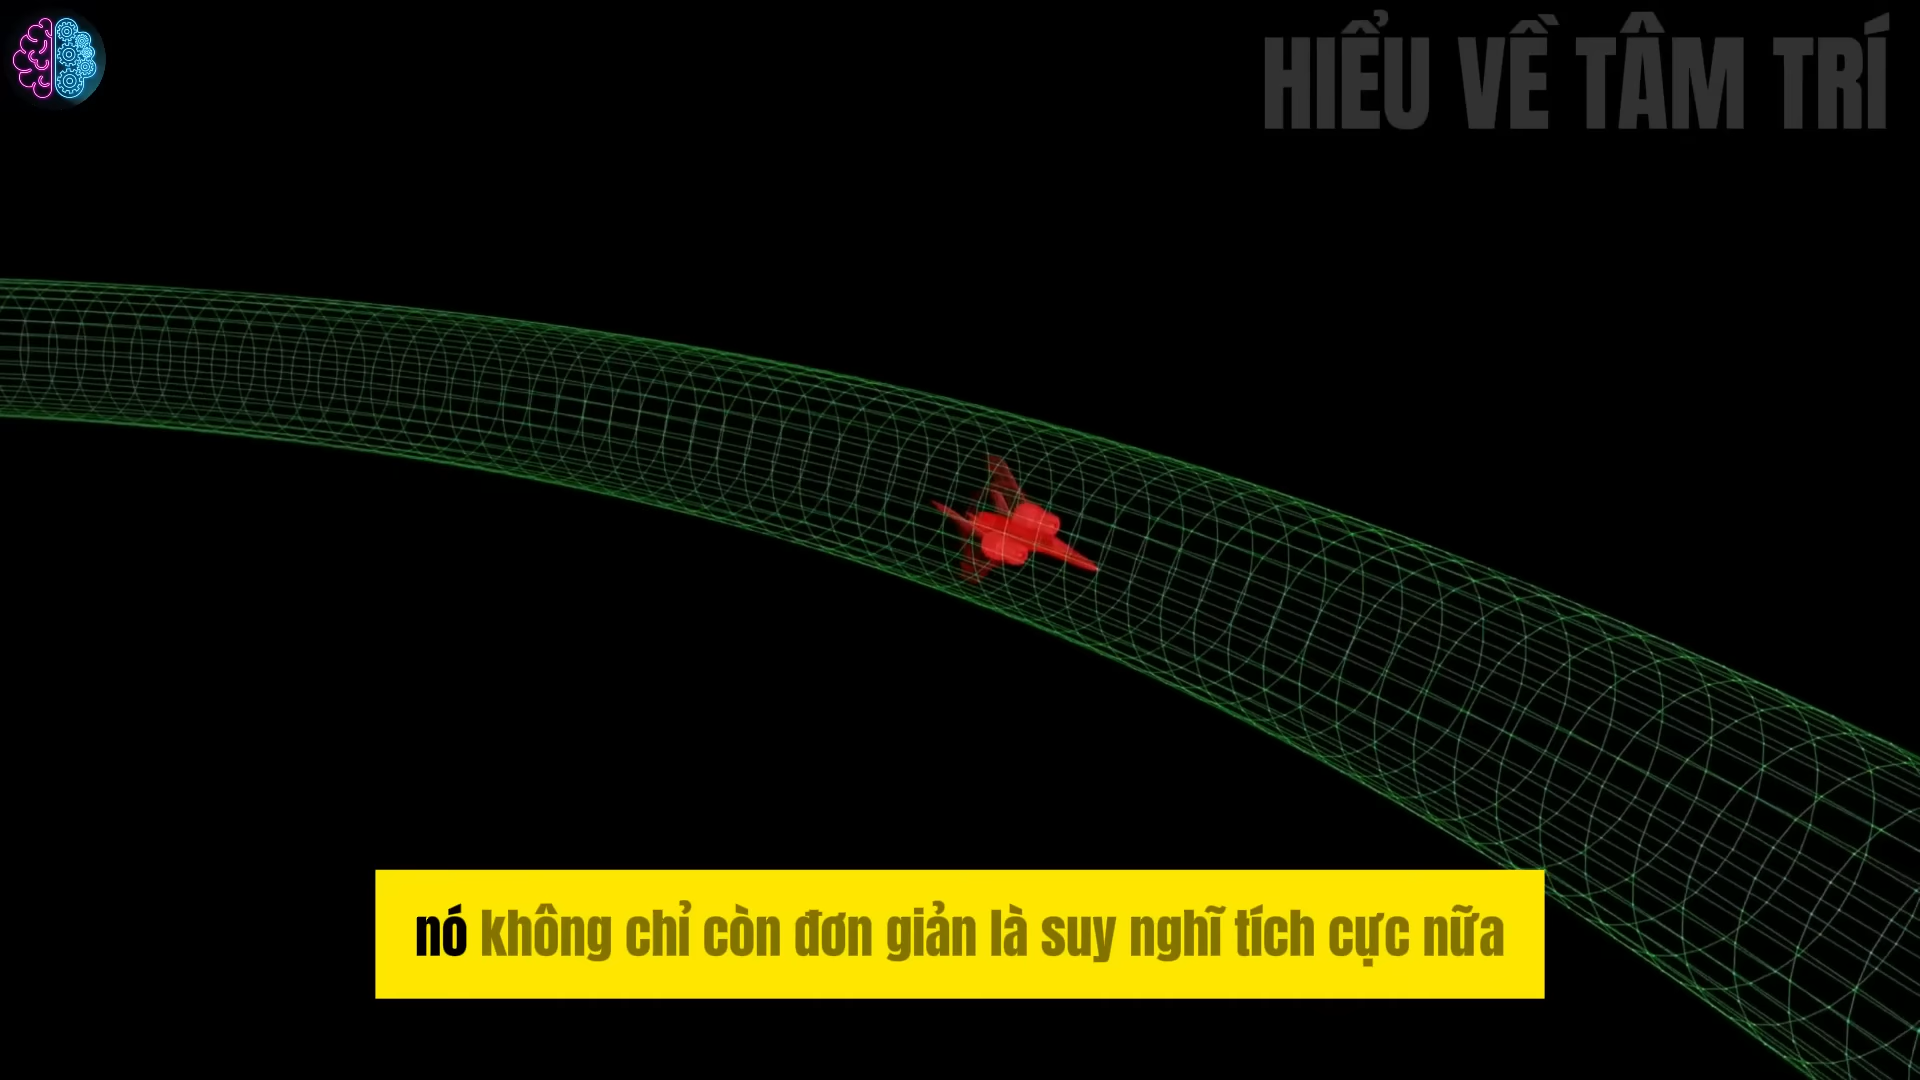 HIỂU VỀ TÂM TRÍ
nó không chỉ còn đơn giản là suy nghĩ tích cực nữa